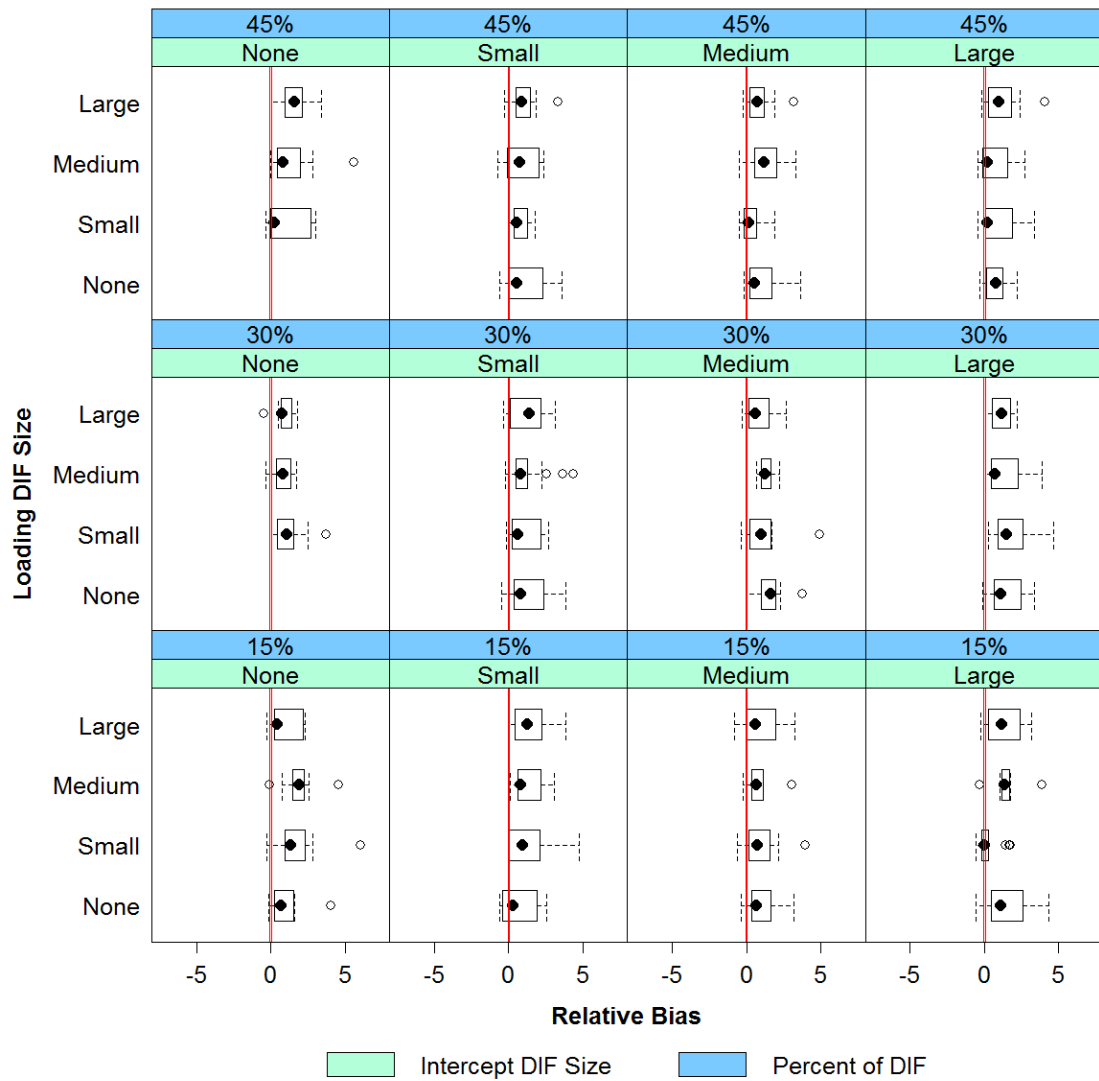 45% 45% 45% 45%
None Small Medium Large
Large
Medium
Small
None
30% 30% 30% 30%
None Small Medium Large
Large
Medium
Small
None
Loading DIF Size
15% 15% 15% 15%
None Small Medium Large
Large
Medium
Small
None
-5 0 5 -5 0 5 -5 0 5 -5 0 5
Relative Bias
Intercept DIF Size Percent of DIF